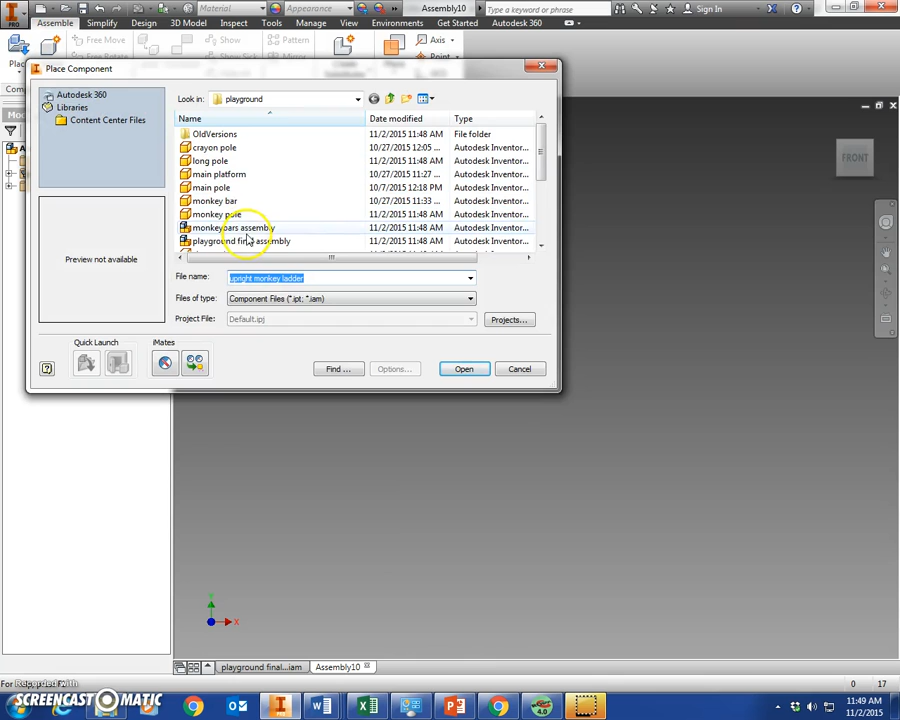 Material
Appearance
Assembly10
Type a keyword or phrase
Sign In
PRO
Assemble Simplify Design 3D Model Inspect Tools Manage View Environments Get Started Autodesk 360
Free Move
Show
Axis
Place Component
Look in: playground
Autodesk 360
Libraries
Content Center Files
Name Date modified Type
OldVersions 11/2/2015 11:48 AM File folder
crayon pole 10/27/2015 12:05 ... Autodesk Inventor...
long pole 11/2/2015 11:48 AM Autodesk Inventor...
main platform 10/27/2015 11:27 ... Autodesk Inventor...
main pole 10/7/2015 12:18 PM Autodesk Inventor...
monkey bar 10/27/2015 11:33 ... Autodesk Inventor...
monkey pole 11/2/2015 11:48 AM Autodesk Inventor...
monkeybars assembly 11/2/2015 11:48 AM Autodesk Inventor...
playground final assembly 11/2/2015 11:48 AM Autodesk Inventor...
Preview not available
File name: upright monkey ladder
Files of type: Component Files (*.ipt; *.iam)
Project File: Default.ipj
Projects...
Quick Launch iMates
Find ... Options... Open Cancel
FRONT
Y
X
playground final....iam Assembly10
For
Recorded with
0 17
SCREENCAST-O-MATIC
4.0
11:49 AM
11/2/2015